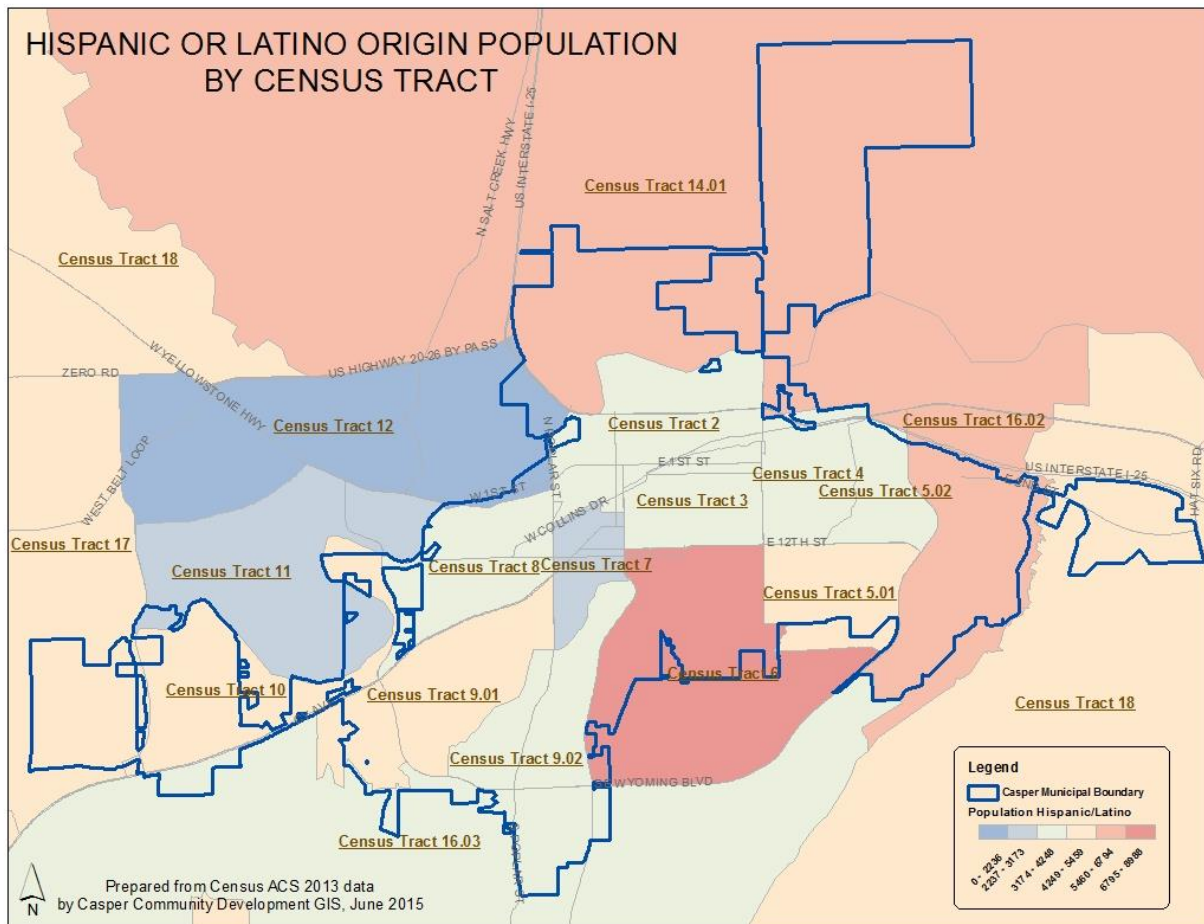 HISPANIC OR LATINO ORIGIN POPULATION
BY CENSUS TRACT
N SALT CREEK HWY
US INTERSTATE I-25
Census Tract 14.01
Census Tract 18
W YELLOWSTONE HWY
US HIGHWAY 20-26 BY PASS
ZERO RD
Census Tract 12
N POPLAR ST
Census Tract 2
Census Tract 16.02
WEST BELT LOOP
E 1ST ST
Census Tract 4
US INTERSTATE I-25
HAT SIX RD
W 1ST ST
Census Tract 5.02
E 2ND ST
W COLLINS DR
Census Tract 3
Census Tract 17
E 12TH ST
Census Tract 11
Census Tract 8
Census Tract 7
Census Tract 5.01
Census Tract 10
Census Tract 9.01
Census Tract 6
Census Tract 18
Census Tract 9.02
WYOMING BLVD
Census Tract 16.03
S POPLAR ST
Legend
Casper Municipal Boundary
Population Hispanic/Latino
0 - 2236
2237 - 3173
3174 - 4248
4249 - 5459
5460 - 6794
6795 - 8988
N
Prepared from Census ACS 2013 data
by Casper Community Development GIS, June 2015